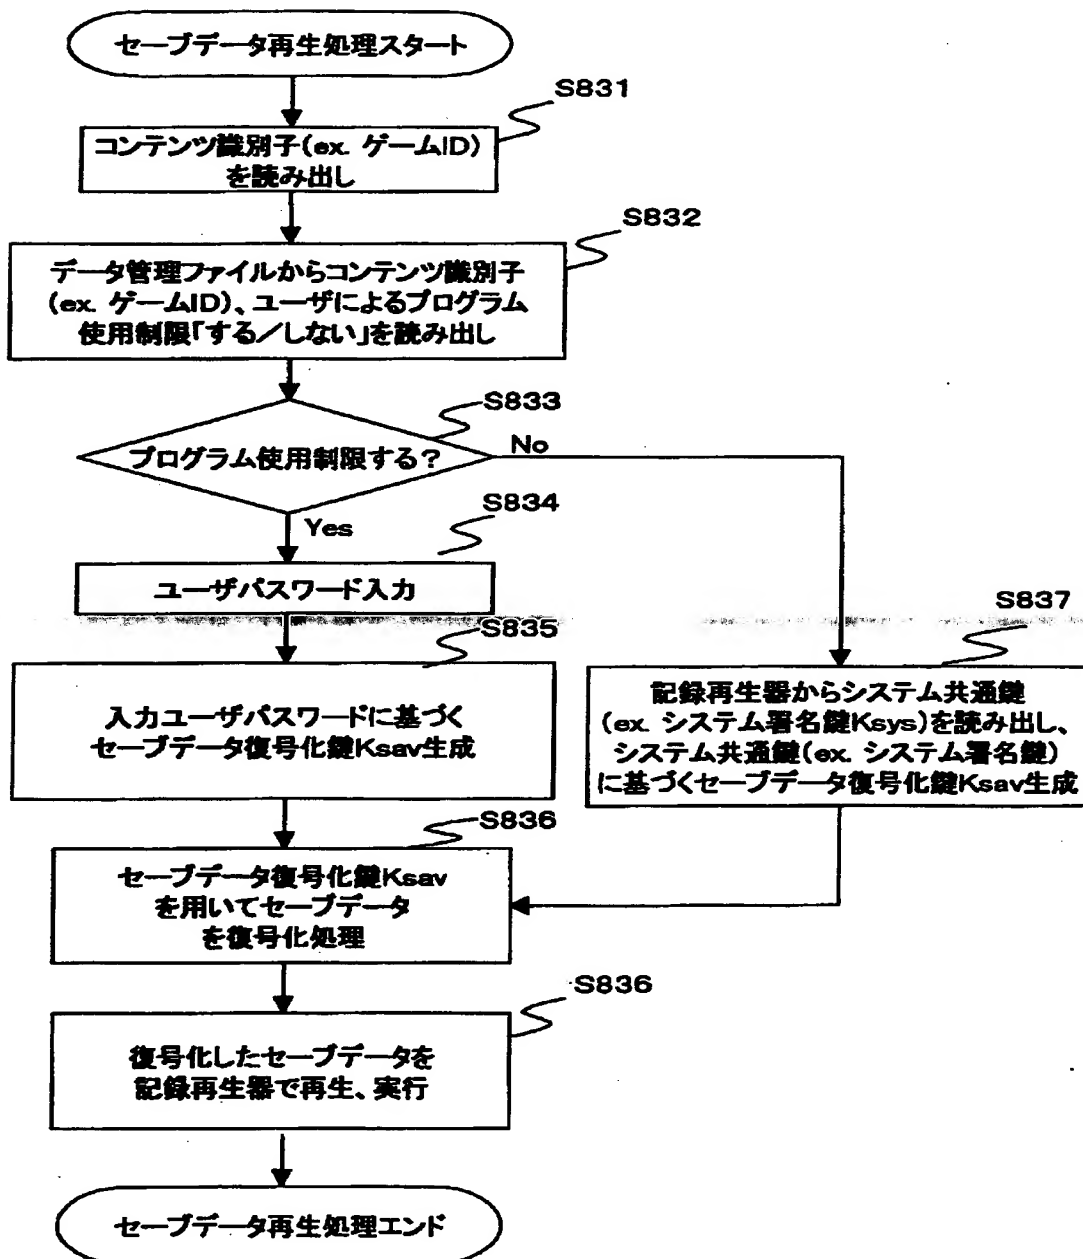 セーブデータ再生処理スタート
S831
コンテンツ識別子(ex. ゲームID)
を読み出し
S832
データ管理ファイルからコンテンツ識別子
(ex. ゲームID)、ユーザによるプログラム
使用制限「する／しない」を読み出し
S833
プログラム使用制限する?
No
Yes
S834
ユーザパスワード入力
S835
入力ユーザパスワードに基づく
セーブデータ復号化鍵Ksav生成
S837
記録再生器からシステム共通鍵
(ex. システム署名鍵Ksys)を読み出し、
システム共通鍵(ex. システム署名鍵)
に基づくセーブデータ復号化鍵Ksav生成
S836
セーブデータ復号化鍵Ksav
を用いてセーブデータ
を復号化処理
S836
復号化したセーブデータを
記録再生器で再生、実行
セーブデータ再生処理エンド